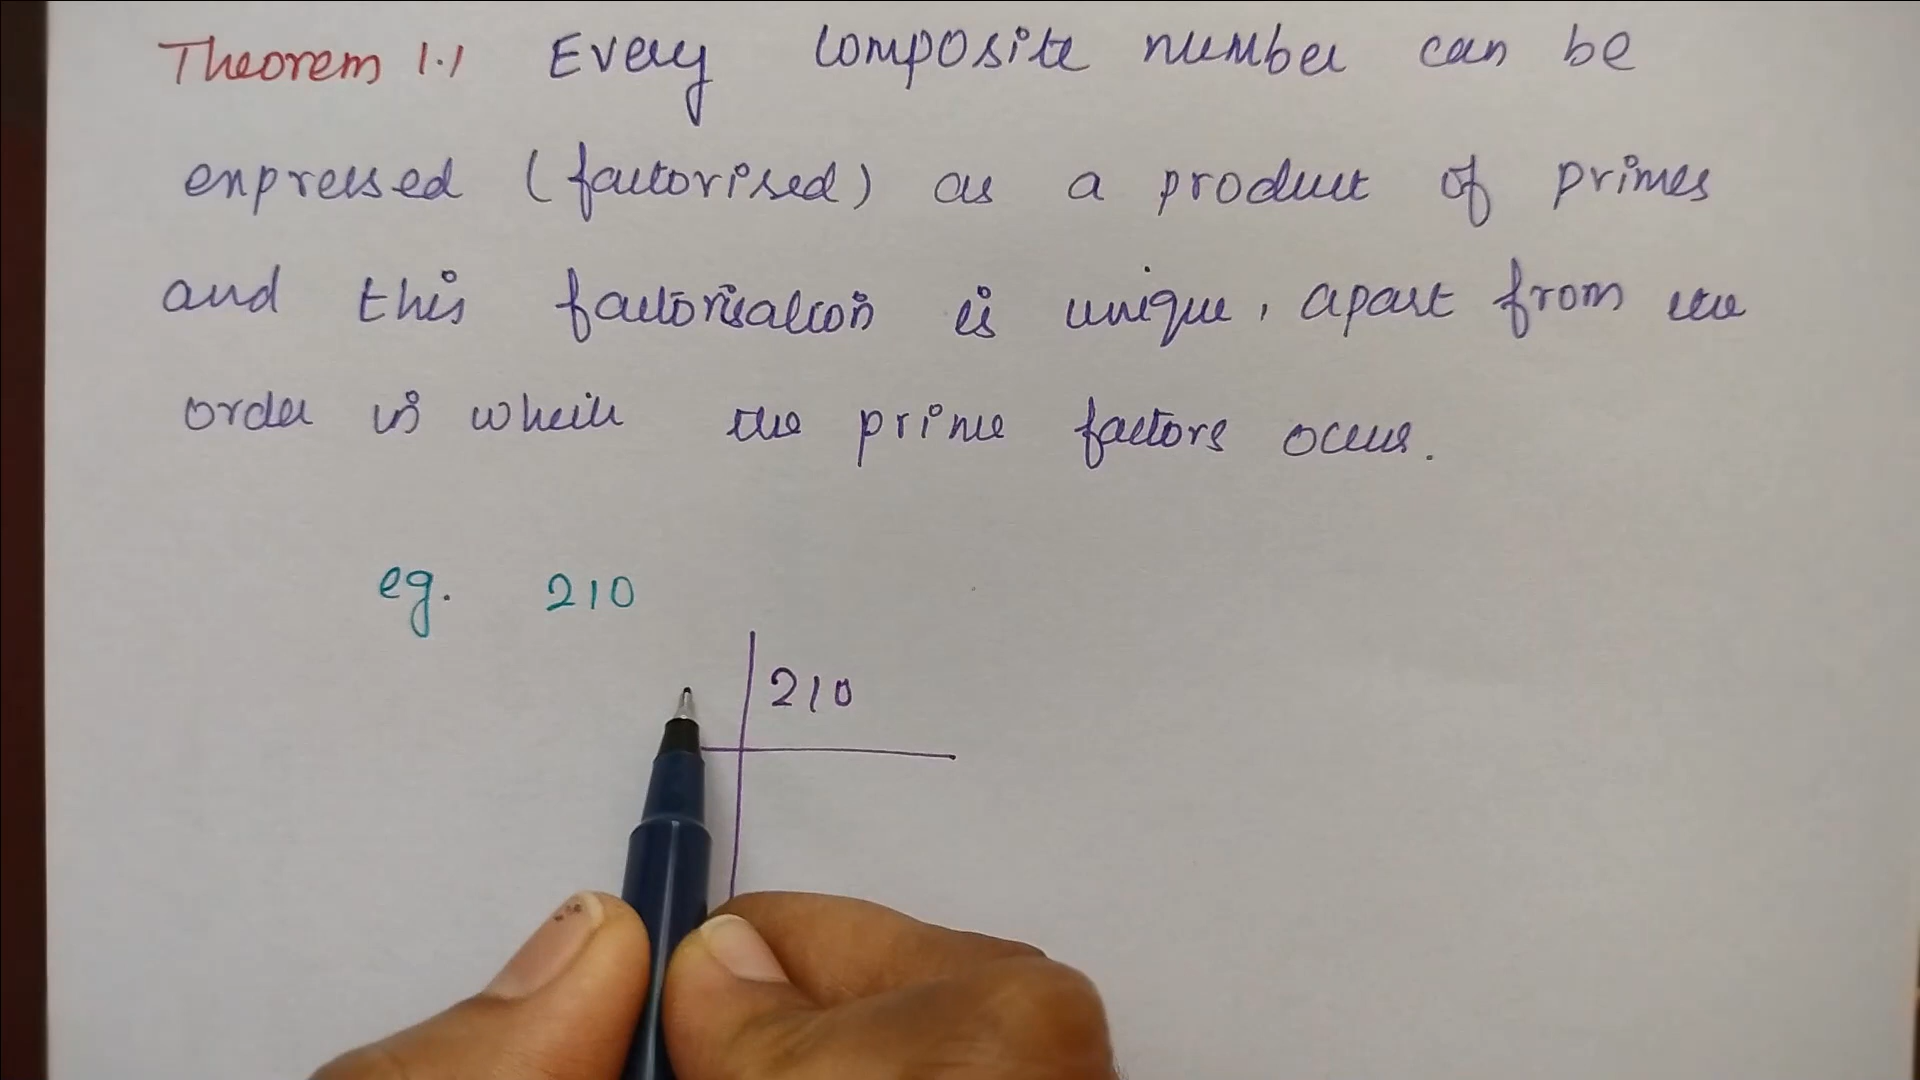 Theorem 1.1 Every composite number can be
expressed (factorised) as a product of primes
and this factorisation is unique, apart from the
order in which the prime factors occur.
eg. 210
210